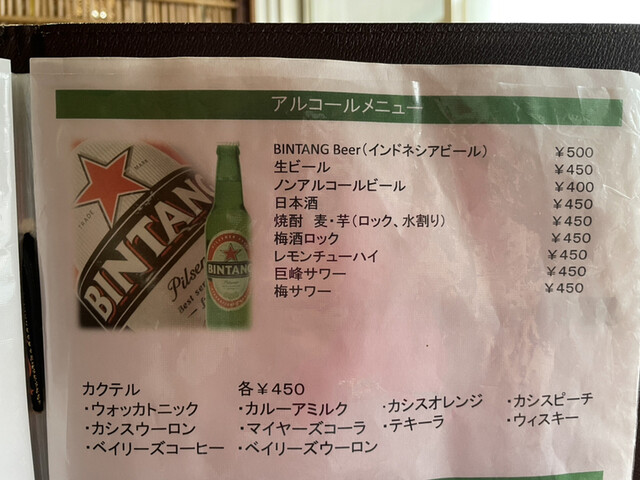 アルコールメニュー
BINTANG Beer(インドネシアビール) ￥500
生ビール ￥450
ノンアルコールビール ￥400
日本酒 ￥450
焼酎 麦・芋(ロック、水割り) ￥450
梅酒ロック ￥450
レモンチューハイ ￥450
巨峰サワー ￥450
梅サワー ￥450
BINTANG
Pilsener
Best
BINTANG
カクテル 各￥450
・ウォッカトニック ・カルーアミルク ・カシスオレンジ ・カシスピーチ
・カシスウーロン ・マイヤーズコーラ ・テキーラ ・ウィスキー
・ベイリーズコーヒー ・ベイリーズウーロン